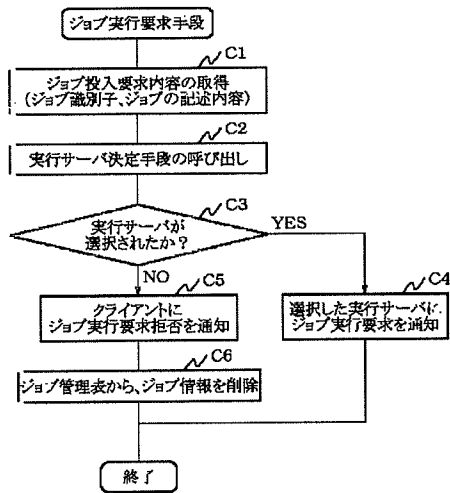 ジョブ実行要求手段
C1
ジョブ投入要求内容の取得
(ジョブ識別子、ジョブの記述内容)
C2
実行サーバ決定手段の呼び出し
C3
実行サーバが
選択されたか?
YES
NO
C5
クライアントに
ジョブ実行要求拒否を通知
C4
選択した実行サーバに、
ジョブ実行要求を通知
C6
ジョブ管理表から、ジョブ情報を削除
終了